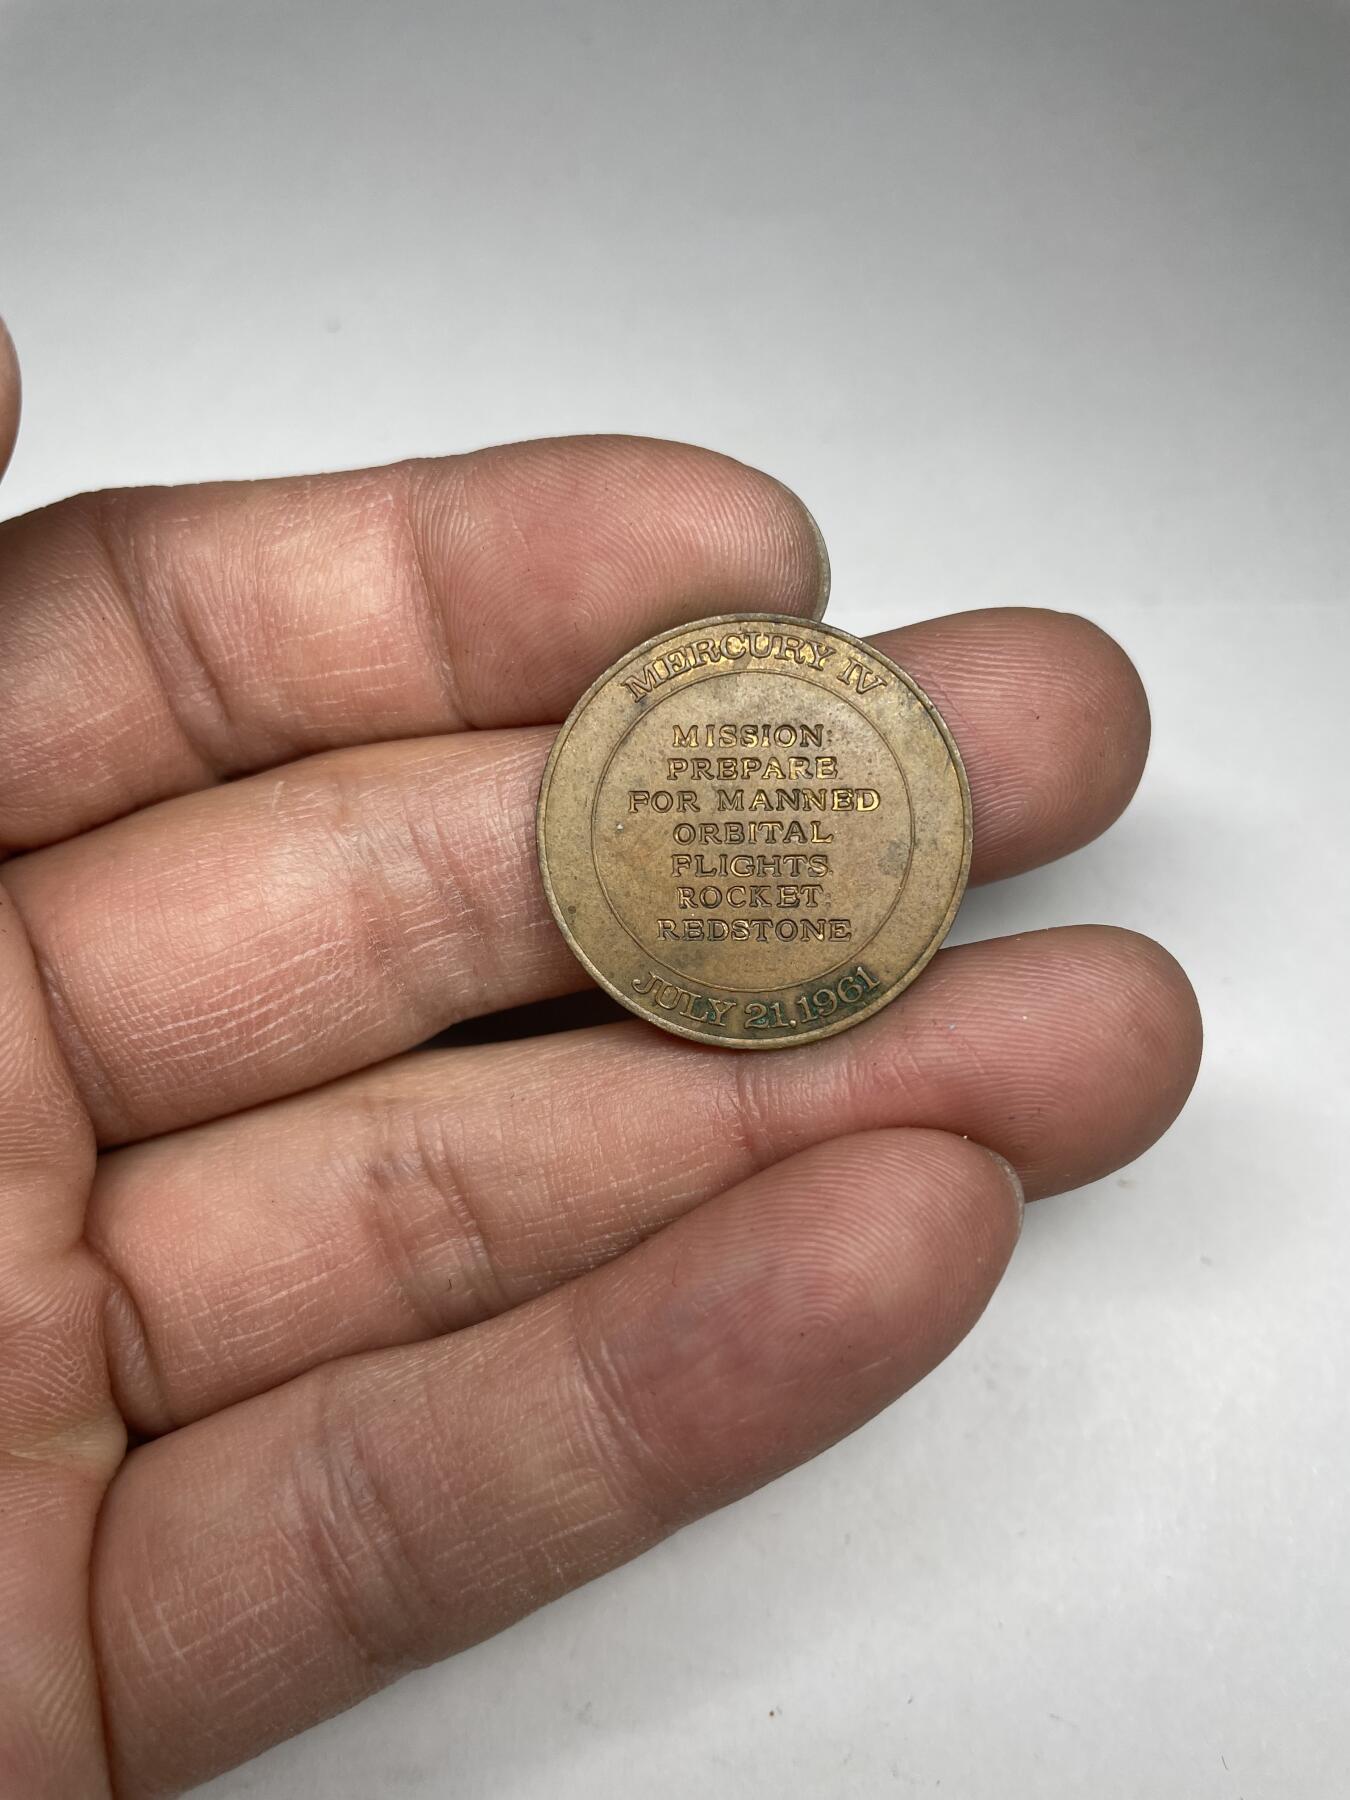 MERCURY IV
MISSION:
PREPARE
FOR MANNED
ORBITAL
FLIGHTS
ROCKET:
REDSTONE
JULY 21, 1961